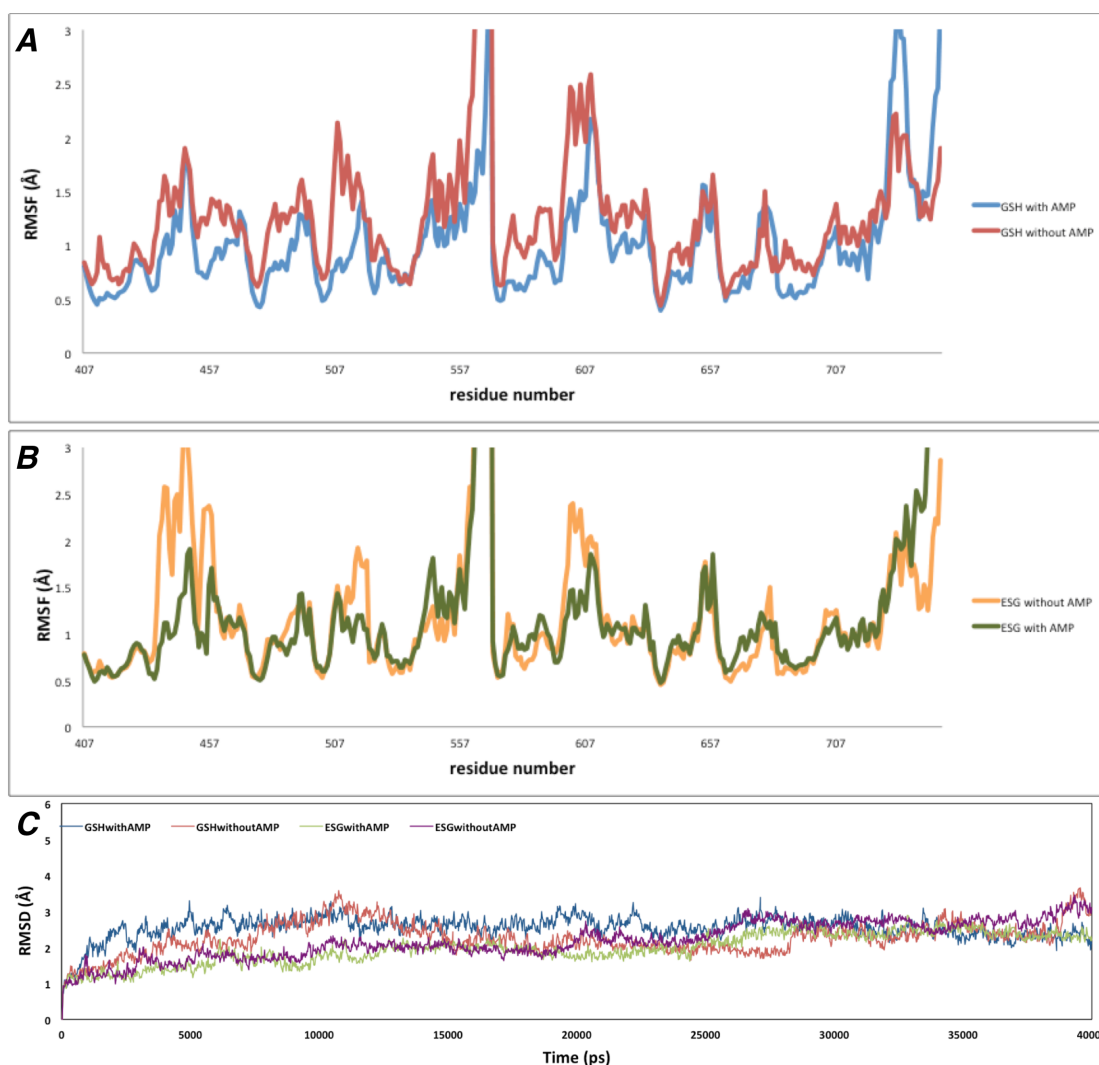 A
3
2.5
2
1.5
1
0.5
0
RMSF (Å)
407 457 507 557 607 657 707
residue number
GSH with AMP
GSH without AMP
B
3
2.5
2
1.5
1
0.5
0
RMSF (Å)
407 457 507 557 607 657 707
residue number
ESG without AMP
ESG with AMP
C
6
5
4
3
2
1
0
RMSD (Å)
GSHwithAMP GSHwithoutAMP ESGwithAMP ESGwithoutAMP
0 5000 10000 15000 20000 25000 30000 35000 4000
Time (ps)